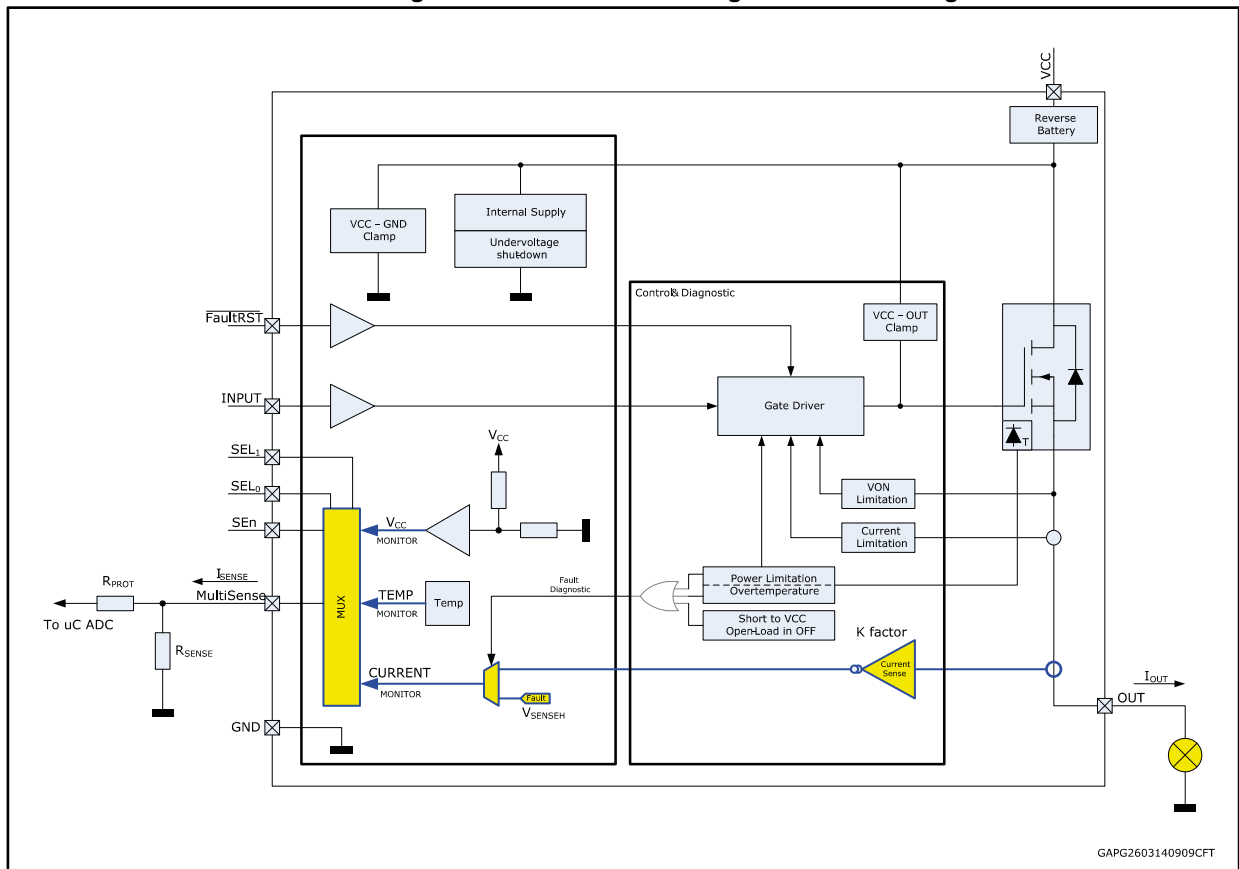 VCC
Reverse
Battery
Internal Supply
VCC – GND
Clamp
Undervoltage
shut-down
Control& Diagnostic
FaultRST
VCC – OUT
Clamp
INPUT
Gate Driver
T
SEL1
VCC
SEL0
VON
Limitation
SEn
VCC
MONITOR
Current
Limitation
RPROT
ISENSE
MultiSense
To uC ADC
RSENSE
MUX
TEMP
MONITOR
Temp
Fault
Diagnostic
Power Limitation
Overtemperature
Short to VCC
Open-Load in OFF
K factor
Current
Sense
CURRENT
MONITOR
Fault
VSENSEH
IOUT
OUT
GND
GAPG2603140909CFT